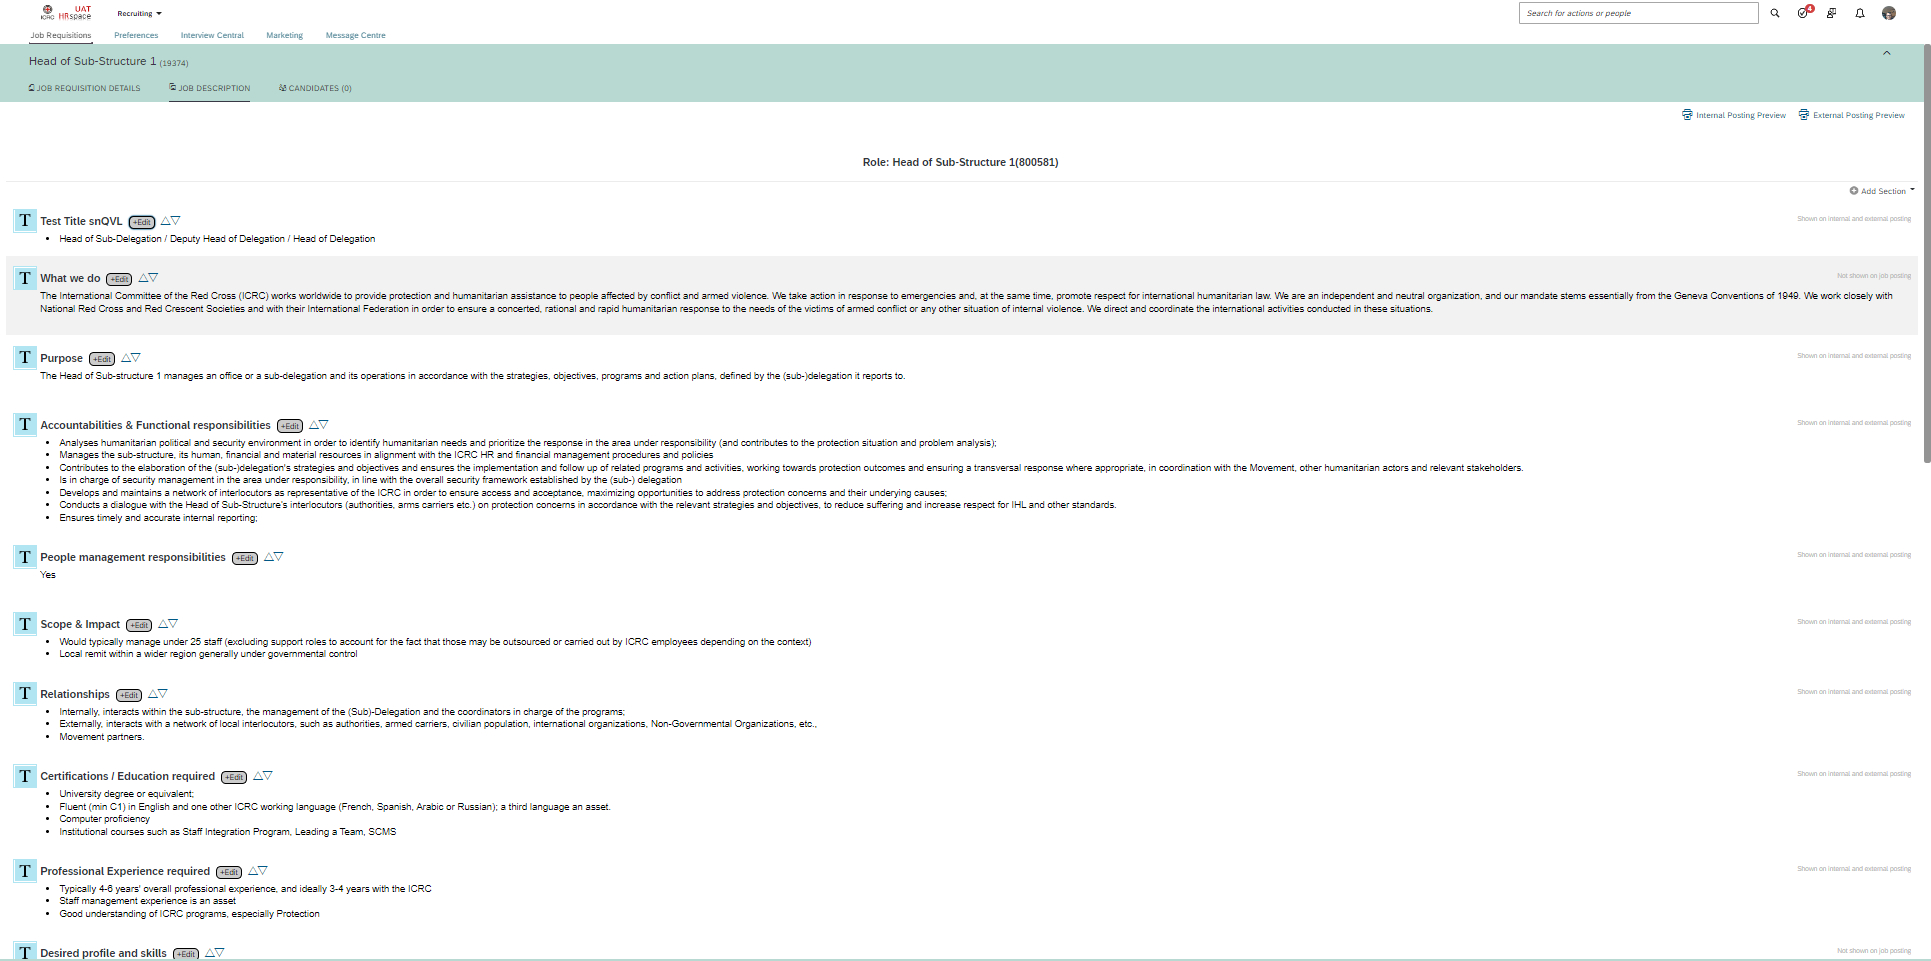 ICRC UAT HRspace Recruiting
Search for actions or people
4
Job Requisitions Preferences Interview Central Marketing Message Centre
Head of Sub-Structure 1 (19374)
JOB REQUISITION DETAILS JOB DESCRIPTION CANDIDATES (0)
Internal Posting Preview External Posting Preview
Role: Head of Sub-Structure 1(800581)
Add Section
T Test Title snQVL +Edit
Shown on internal and external posting
• Head of Sub-Delegation / Deputy Head of Delegation / Head of Delegation
T What we do +Edit
Not shown on job posting
The International Committee of the Red Cross (ICRC) works worldwide to provide protection and humanitarian assistance to people affected by conflict and armed violence. We take action in response to emergencies and, at the same time, promote respect for international humanitarian law. We are an independent and neutral organization, and our mandate stems essentially from the Geneva Conventions of 1949. We work closely with
National Red Cross and Red Crescent Societies and with their International Federation in order to ensure a concerted, rational and rapid humanitarian response to the needs of the victims of armed conflict or any other situation of internal violence. We direct and coordinate the international activities conducted in these situations.
T Purpose +Edit
Shown on internal and external posting
The Head of Sub-structure 1 manages an office or a sub-delegation and its operations in accordance with the strategies, objectives, programs and action plans, defined by the (sub-)delegation it reports to.
T Accountabilities & Functional responsibilities +Edit
Shown on internal and external posting
• Analyses humanitarian political and security environment in order to identify humanitarian needs and prioritize the response in the area under responsibility (and contributes to the protection situation and problem analysis);
• Manages the sub-structure, its human, financial and material resources in alignment with the ICRC HR and financial management procedures and policies
• Contributes to the elaboration of the (sub-)delegation's strategies and objectives and ensures the implementation and follow up of related programs and activities, working towards protection outcomes and ensuring a transversal response where appropriate, in coordination with the Movement, other humanitarian actors and relevant stakeholders.
• Is in charge of security management in the area under responsibility, in line with the overall security framework established by the (sub-) delegation
• Develops and maintains a network of interlocutors as representative of the ICRC in order to ensure access and acceptance, maximizing opportunities to address protection concerns and their underlying causes;
• Conducts a dialogue with the Head of Sub-Structure's interlocutors (authorities, arms carriers etc.) on protection concerns in accordance with the relevant strategies and objectives, to reduce suffering and increase respect for IHL and other standards.
• Ensures timely and accurate internal reporting;
T People management responsibilities +Edit
Shown on internal and external posting
Yes
T Scope & Impact +Edit
Shown on internal and external posting
• Would typically manage under 25 staff (excluding support roles to account for the fact that those may be outsourced or carried out by ICRC employees depending on the context)
• Local remit within a wider region generally under governmental control
T Relationships +Edit
Shown on internal and external posting
• Internally, interacts within the sub-structure, the management of the (Sub)-Delegation and the coordinators in charge of the programs;
• Externally, interacts with a network of local interlocutors, such as authorities, armed carriers, civilian population, international organizations, Non-Governmental Organizations, etc.,
• Movement partners.
T Certifications / Education required +Edit
Shown on internal and external posting
• University degree or equivalent;
• Fluent (min C1) in English and one other ICRC working language (French, Spanish, Arabic or Russian); a third language an asset.
• Computer proficiency
• Institutional courses such as Staff Integration Program, Leading a Team, SCMS
T Professional Experience required +Edit
Shown on internal and external posting
• Typically 4-6 years' overall professional experience, and ideally 3-4 years with the ICRC
• Staff management experience is an asset
• Good understanding of ICRC programs, especially Protection
T Desired profile and skills +Edit
Not shown on job posting